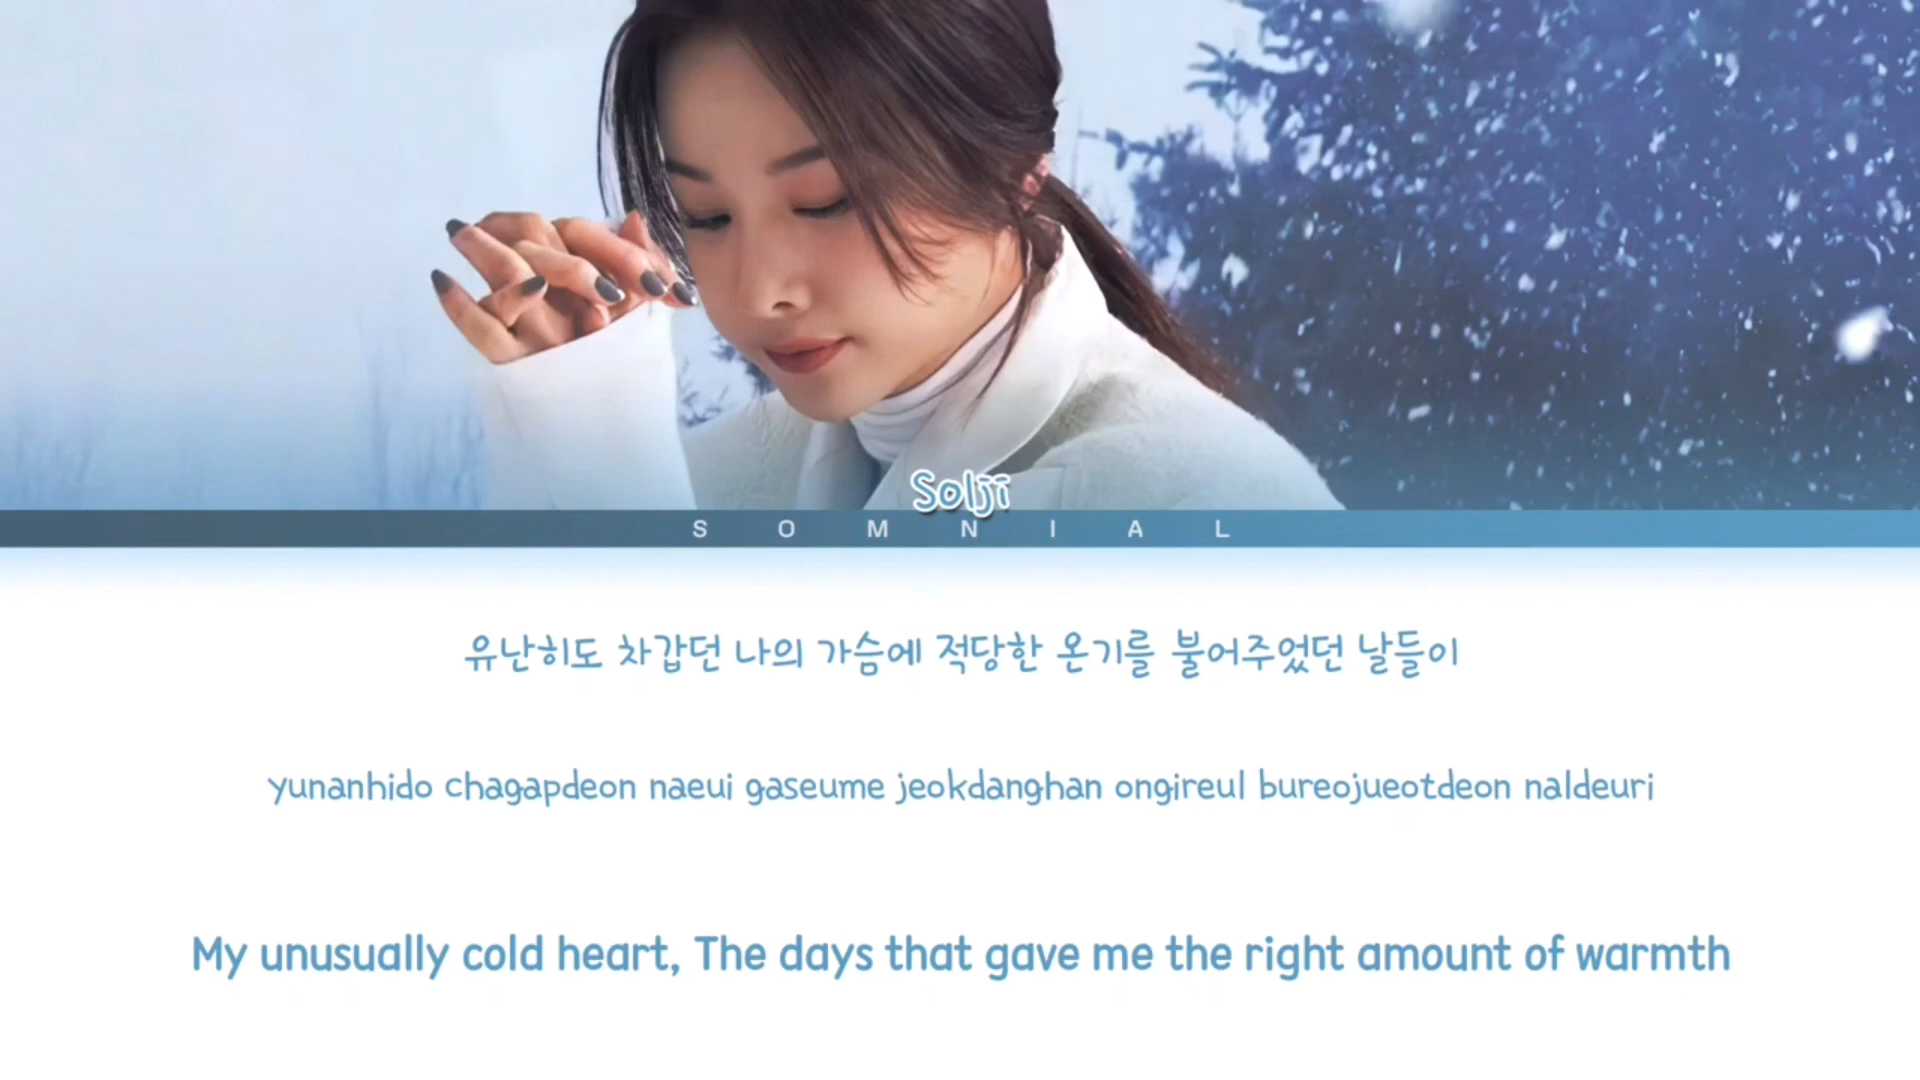 Solji
S O M N I A L
유난히도 차갑던 나의 가슴에 적당한 온기를 불어주었던 날들이
yunanhido chagapdeon naeui gaseume jeokdanghan ongireul bureojueotdeon naldeuri
My unusually cold heart, The days that gave me the right amount of warmth